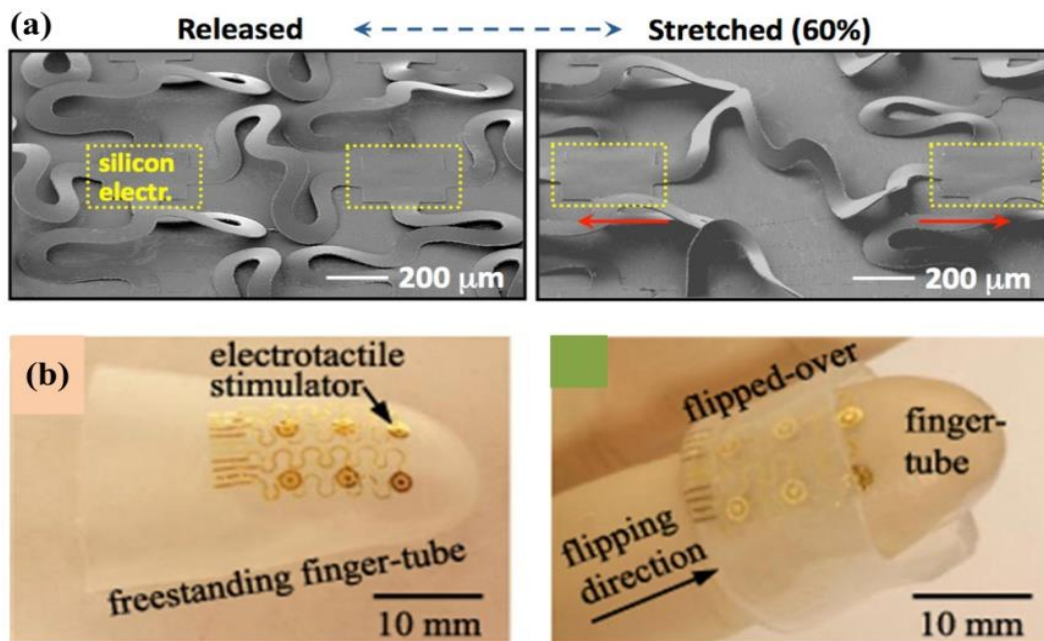 (a)
Released
Stretched (60%)
silicon
electr.
200 μm
200 μm
(b)
electrotactile
stimulator
freestanding finger-tube
10 mm
flipped-over
finger-
tube
flipping
direction
10 mm